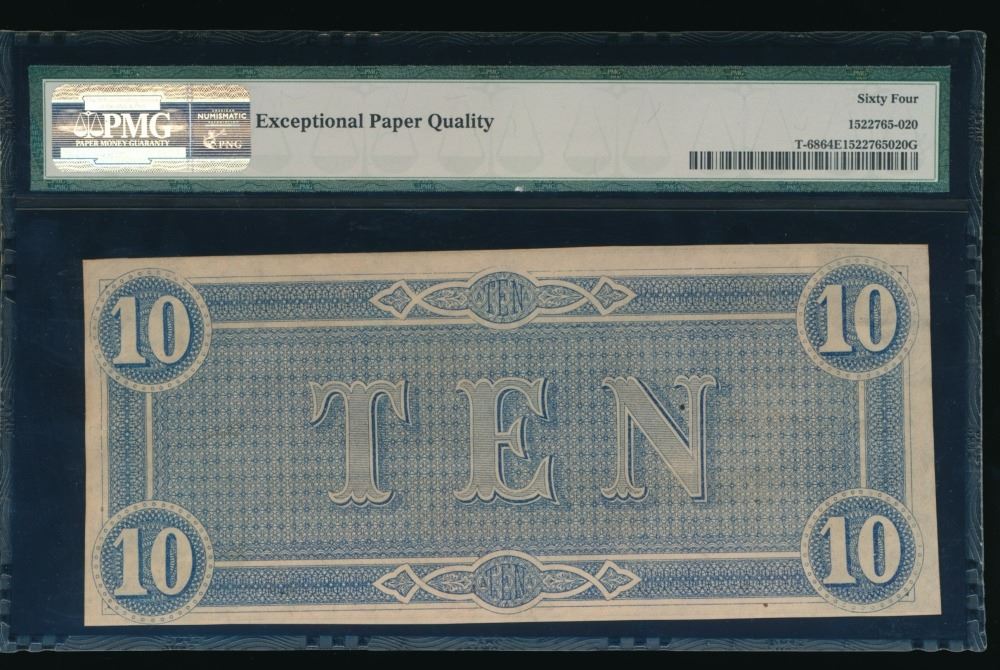 PMG
PAPER MONEY GUARANTY
NUMISMATIC
PNG
Exceptional Paper Quality
Sixty Four
1522765-020
T-6864E1522765020G
10
TEN
10
TEN
10
TEN
10